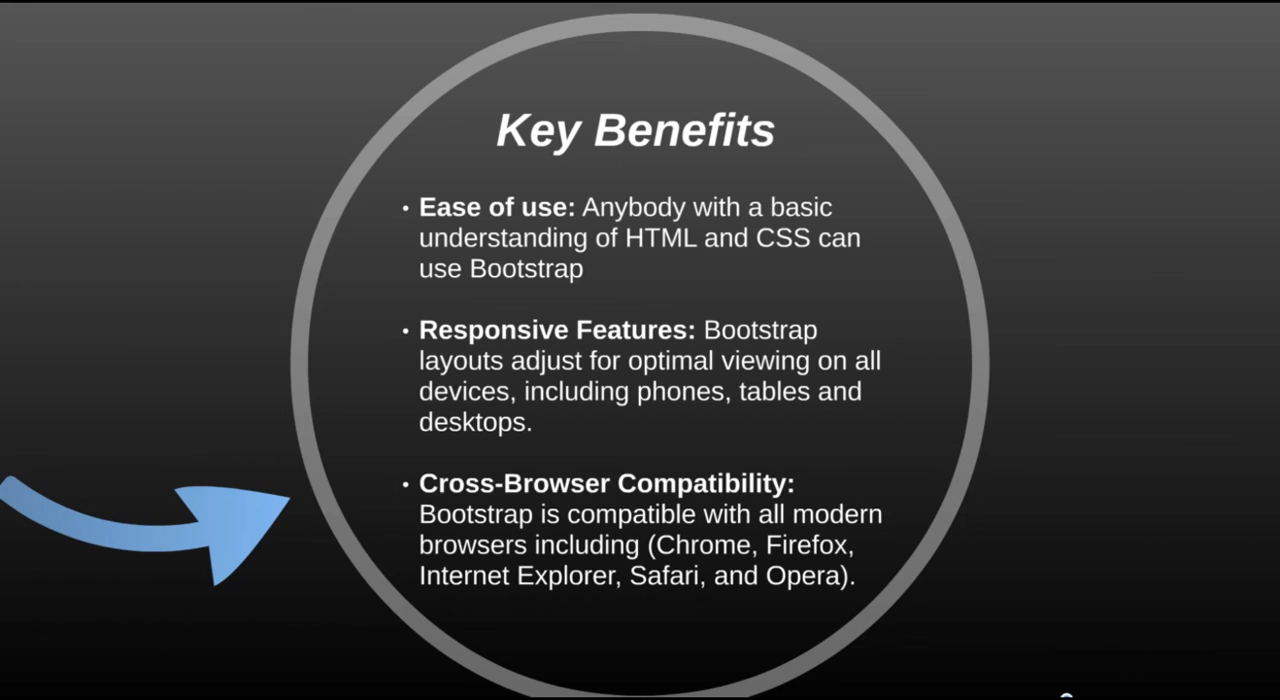 Key Benefits
• Ease of use: Anybody with a basic
understanding of HTML and CSS can
use Bootstrap
• Responsive Features: Bootstrap
layouts adjust for optimal viewing on all
devices, including phones, tables and
desktops.
• Cross-Browser Compatibility:
Bootstrap is compatible with all modern
browsers including (Chrome, Firefox,
Internet Explorer, Safari, and Opera).